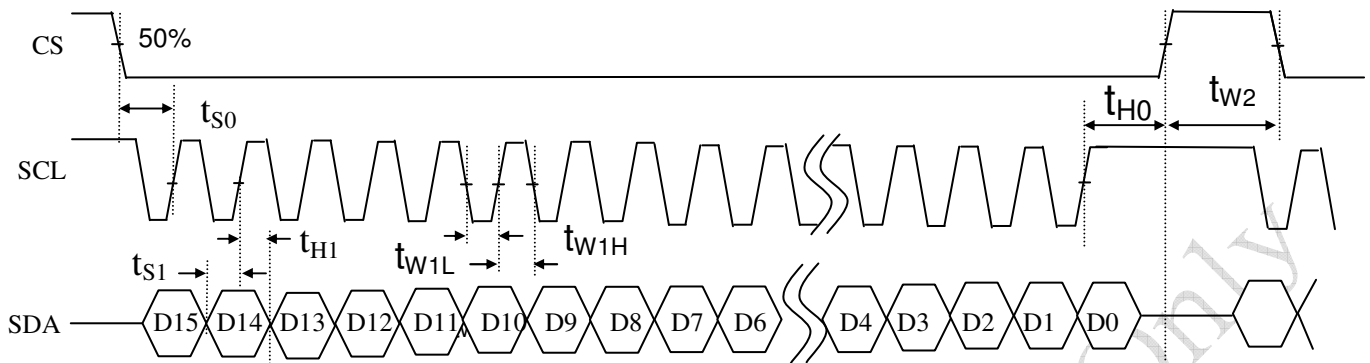 CS
50%
tS0
tH0
tW2
SCL
tH1
tS1
tW1L
tW1H
SDA
D15
D14
D13
D12
D11
D10
D9
D8
D7
D6
D4
D3
D2
D1
D0
Only